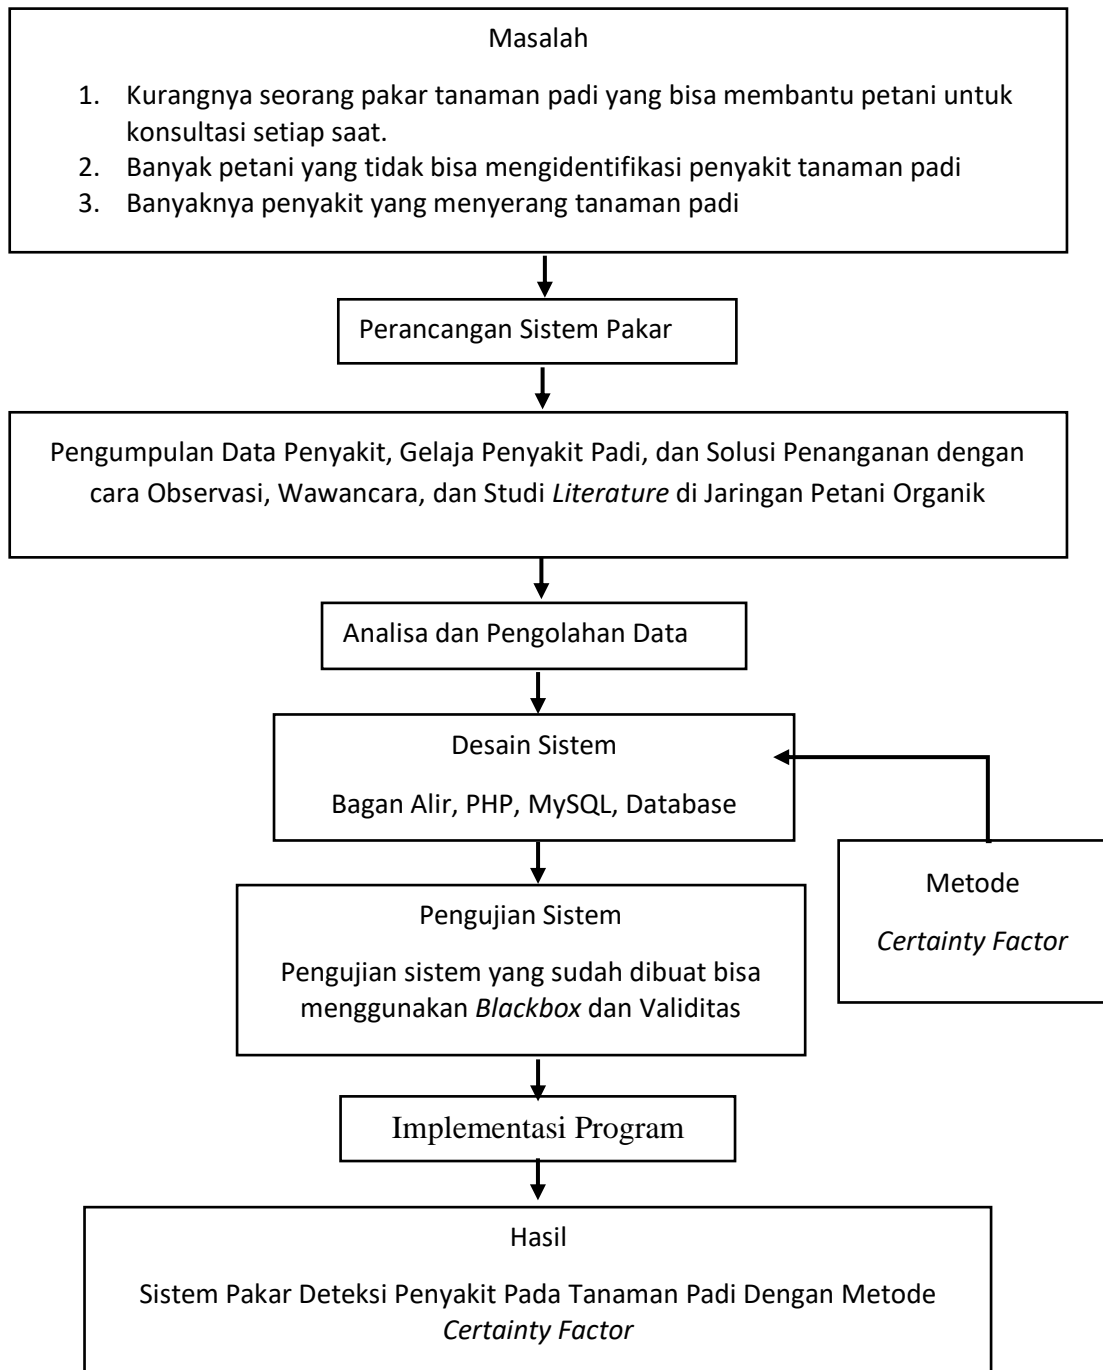 Masalah
1. Kurangnya seorang pakar tanaman padi yang bisa membantu petani untuk
konsultasi setiap saat.
2. Banyak petani yang tidak bisa mengidentifikasi penyakit tanaman padi
3. Banyaknya penyakit yang menyerang tanaman padi
Perancangan Sistem Pakar
Pengumpulan Data Penyakit, Gelaja Penyakit Padi, dan Solusi Penanganan dengan
cara Observasi, Wawancara, dan Studi Literature di Jaringan Petani Organik
Analisa dan Pengolahan Data
Desain Sistem
Bagan Alir, PHP, MySQL, Database
Metode
Certainty Factor
Pengujian Sistem
Pengujian sistem yang sudah dibuat bisa
menggunakan Blackbox dan Validitas
Implementasi Program
Hasil
Sistem Pakar Deteksi Penyakit Pada Tanaman Padi Dengan Metode
Certainty Factor